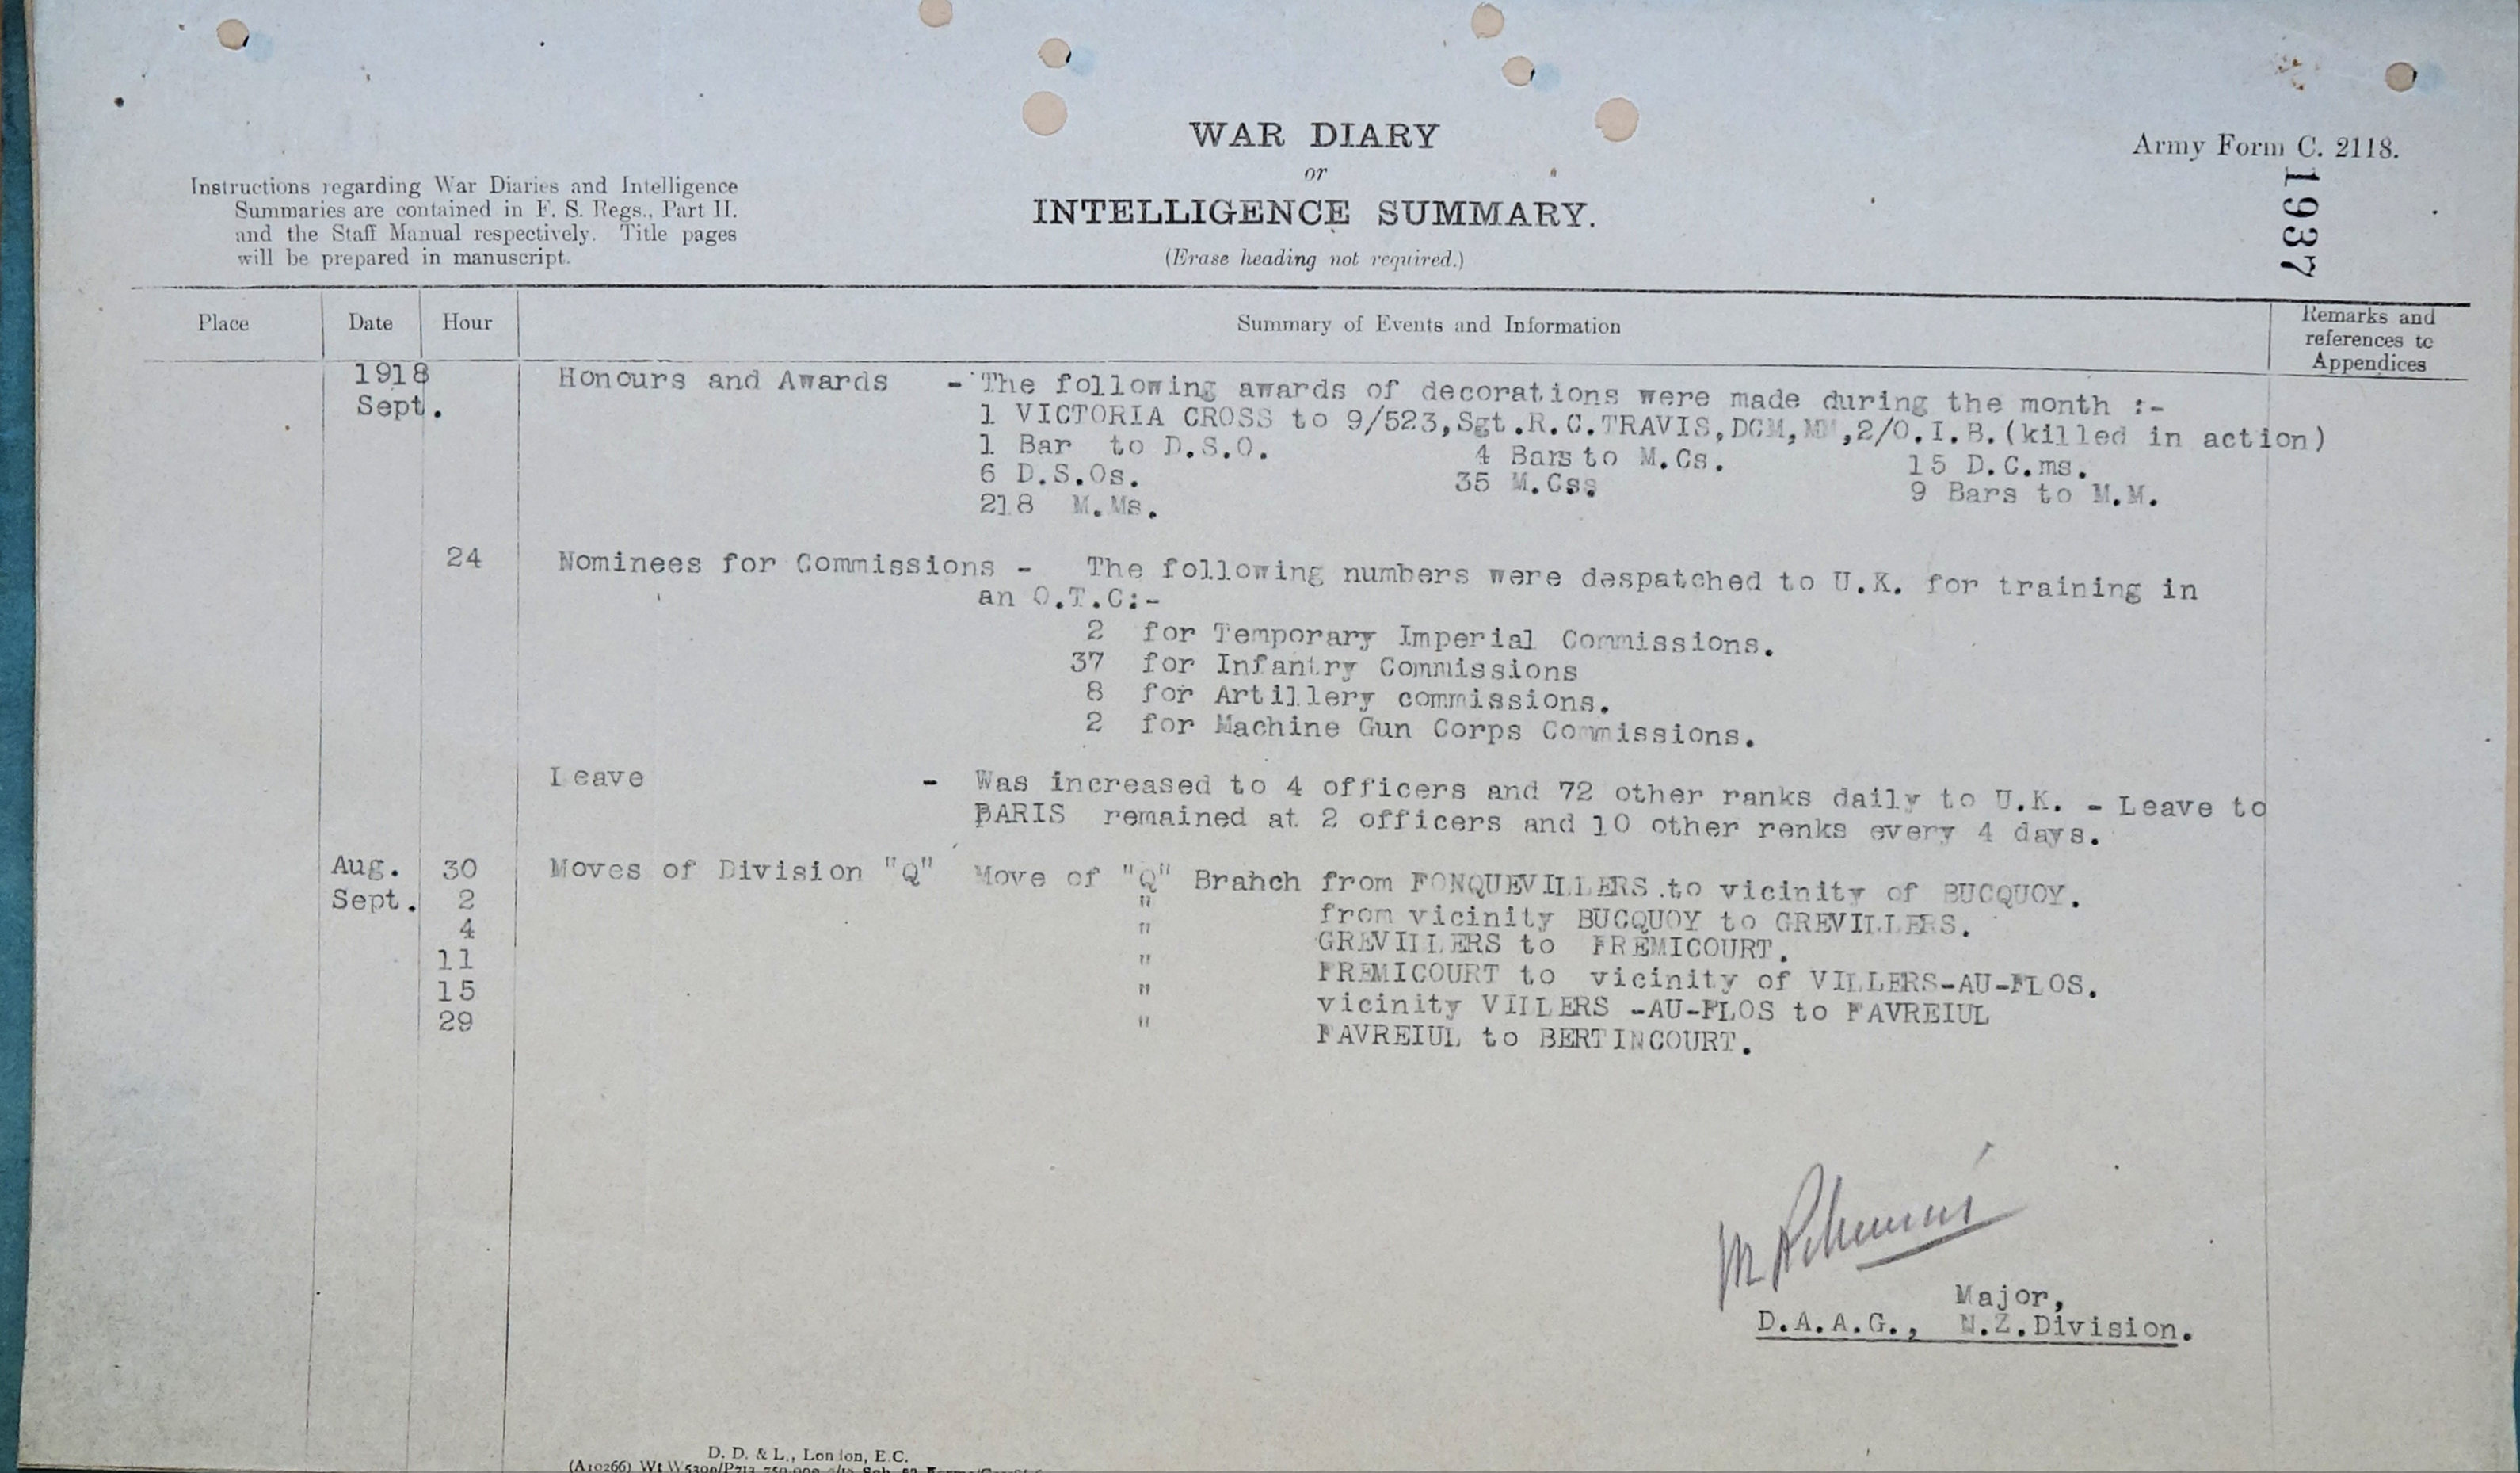 WAR DIARY
or
INTELLIGENCE SUMMARY.
(Erase heading not required.)
Army Form C. 2118.
1937
Instructions regarding War Diaries and Intelligence
Summaries are contained in F. S. Regs., Part II.
and the Staff Manual respectively. Title pages
will be prepared in manuscript.
Place Date Hour Summary of Events and Information Remarks and
references to
Appendices
1918
Sept.
Honours and Awards - The following awards of decorations were made during the month :-
1 VICTORIA CROSS to 9/523,Sgt.R.C.TRAVIS,DCM,MM,2/O.I.B.(killed in action)
1 Bar to D.S.O. 4 Bars to M.Cs. 15 D.C.ms.
6 D.S.Os. 35 M.Css 9 Bars to M.M.
218 M.Ms.
24 Nominees for Commissions - The following numbers were despatched to U.K. for training in
an O.T.C:-
2 for Temporary Imperial Commissions.
37 for Infantry Commissions
8 for Artillery commissions.
2 for Machine Gun Corps Commissions.
Leave - Was increased to 4 officers and 72 other ranks daily to U.K. - Leave to
BARIS remained at 2 officers and 10 other renks every 4 days.
Aug. 30 Moves of Division "Q" Move of "Q" Branch from FONQUEVILLERS .to vicinity of BUCQUOY.
Sept. 2 " from vicinity BUCQUOY to GREVILLERS.
4 " GREVILLERS to FREMICOURT.
11 " FREMICOURT to vicinity of VILLERS-AU-FLOS.
15 " vicinity VILLERS -AU-FLOS to FAVREIUL
29 " FAVREIUL to BERTINCOURT.
Major,
D.A.A.G., N.Z.Division.
D. D. & L., London, E.C.